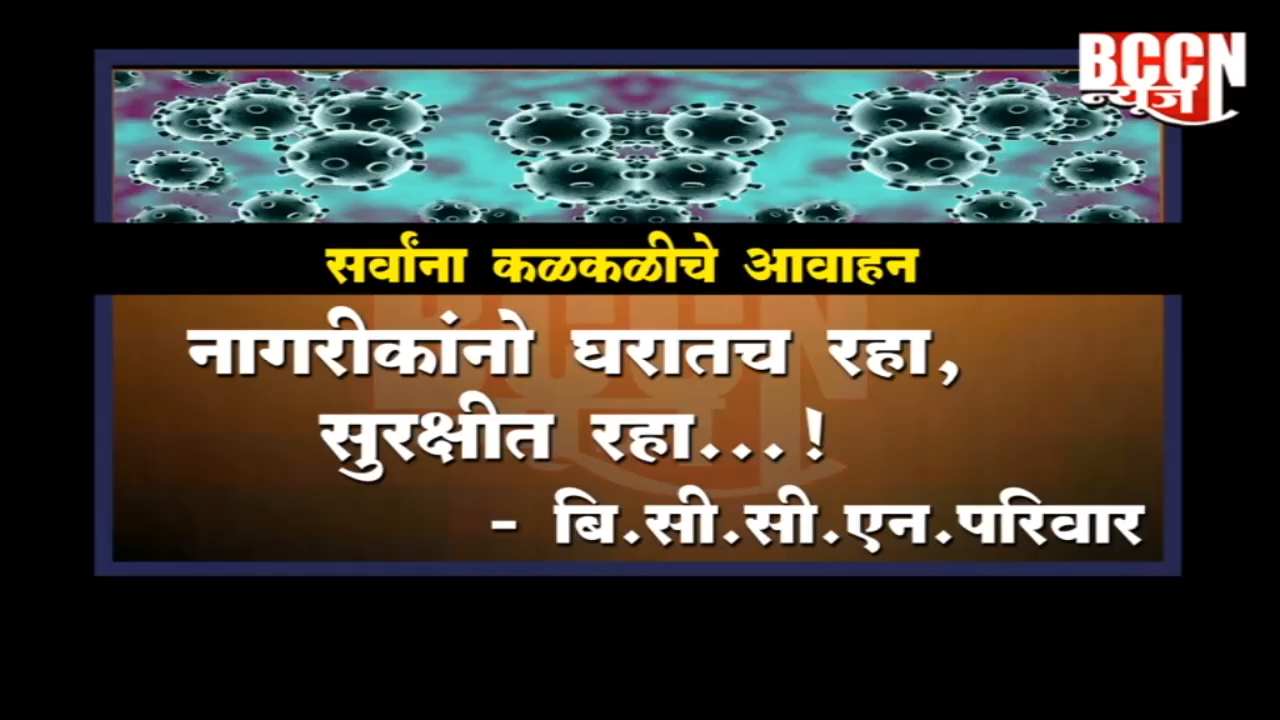 BCCN
न्यूज
सर्वांना कळकळीचे आवाहन
नागरीकांनो घरातच रहा,
सुरक्षीत रहा...!
- बि.सी.सी.एन.परिवार